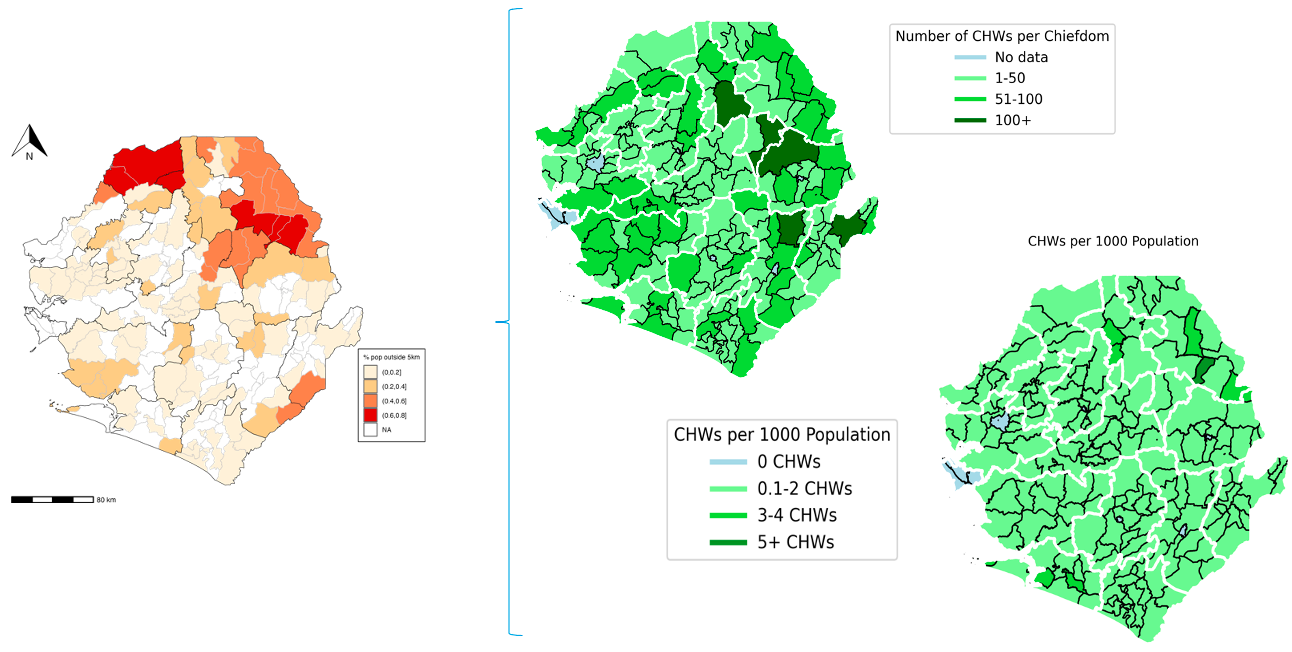 N
% pop outside 5km
(0,0.2]
(0.2,0.4]
(0.4,0.6]
(0.6,0.8]
NA
80 km
Number of CHWs per Chiefdom
No data
1-50
51-100
100+
CHWs per 1000 Population
CHWs per 1000 Population
0 CHWs
0.1-2 CHWs
3-4 CHWs
5+ CHWs